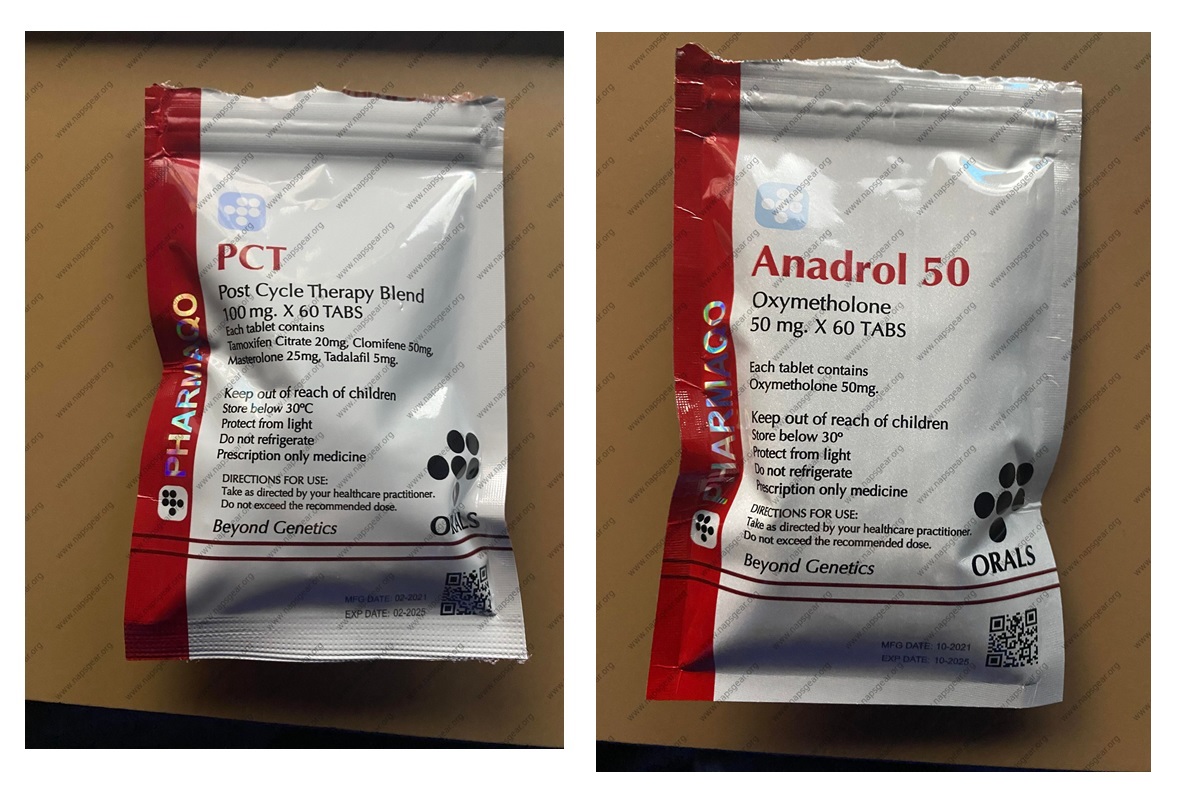 PCT
Post Cycle Therapy Blend
100 mg. X 60 TABS
Each tablet contains
Tamoxifen Citrate 20mg, Clomifene 50mg,
Masterolone 25mg, Tadalafil 5mg.
Keep out of reach of children
Store below 30ºC
Protect from light
Do not refrigerate
Prescription only medicine
DIRECTIONS FOR USE:
Take as directed by your healthcare practitioner.
Do not exceed the recommended dose.
Beyond Genetics
ORALS
MFG DATE: 02-2021
EXP DATE: 02-2025
PHARMAQO
Anadrol 50
Oxymetholone
50 mg. X 60 TABS
Each tablet contains
Oxymetholone 50mg.
Keep out of reach of children
Store below 30º
Protect from light
Do not refrigerate
Prescription only medicine
DIRECTIONS FOR USE:
Take as directed by your healthcare practitioner.
Do not exceed the recommended dose.
Beyond Genetics
ORALS
MFG DATE: 10-2021
EXP DATE: 10-2025
PHARMAQO
www.napsgear.org